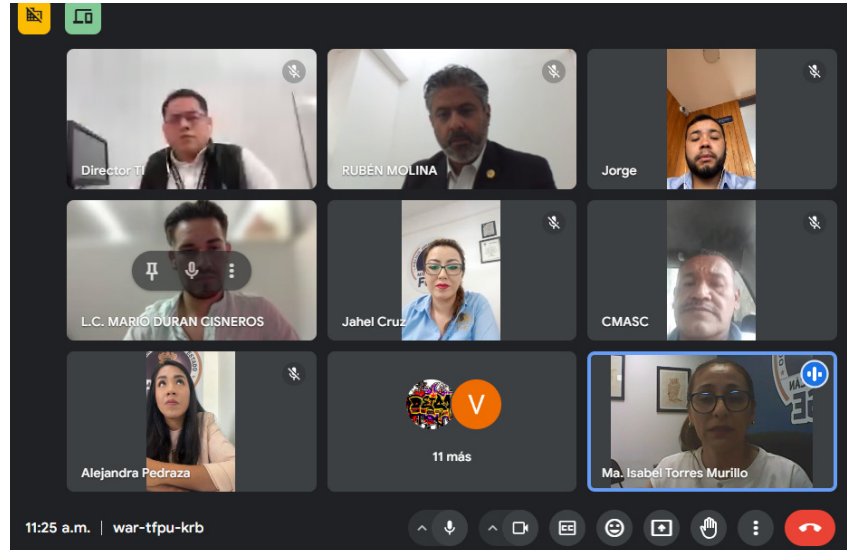 Director TI
RUBÉN MOLINA
Jorge
L.C. MARIO DURAN CISNEROS
Jahel Cruz
CMASC
Alejandra Pedraza
V
11 más
Ma. Isabel Torres Murillo
11:25 a.m. | war-tfpu-krb
CC